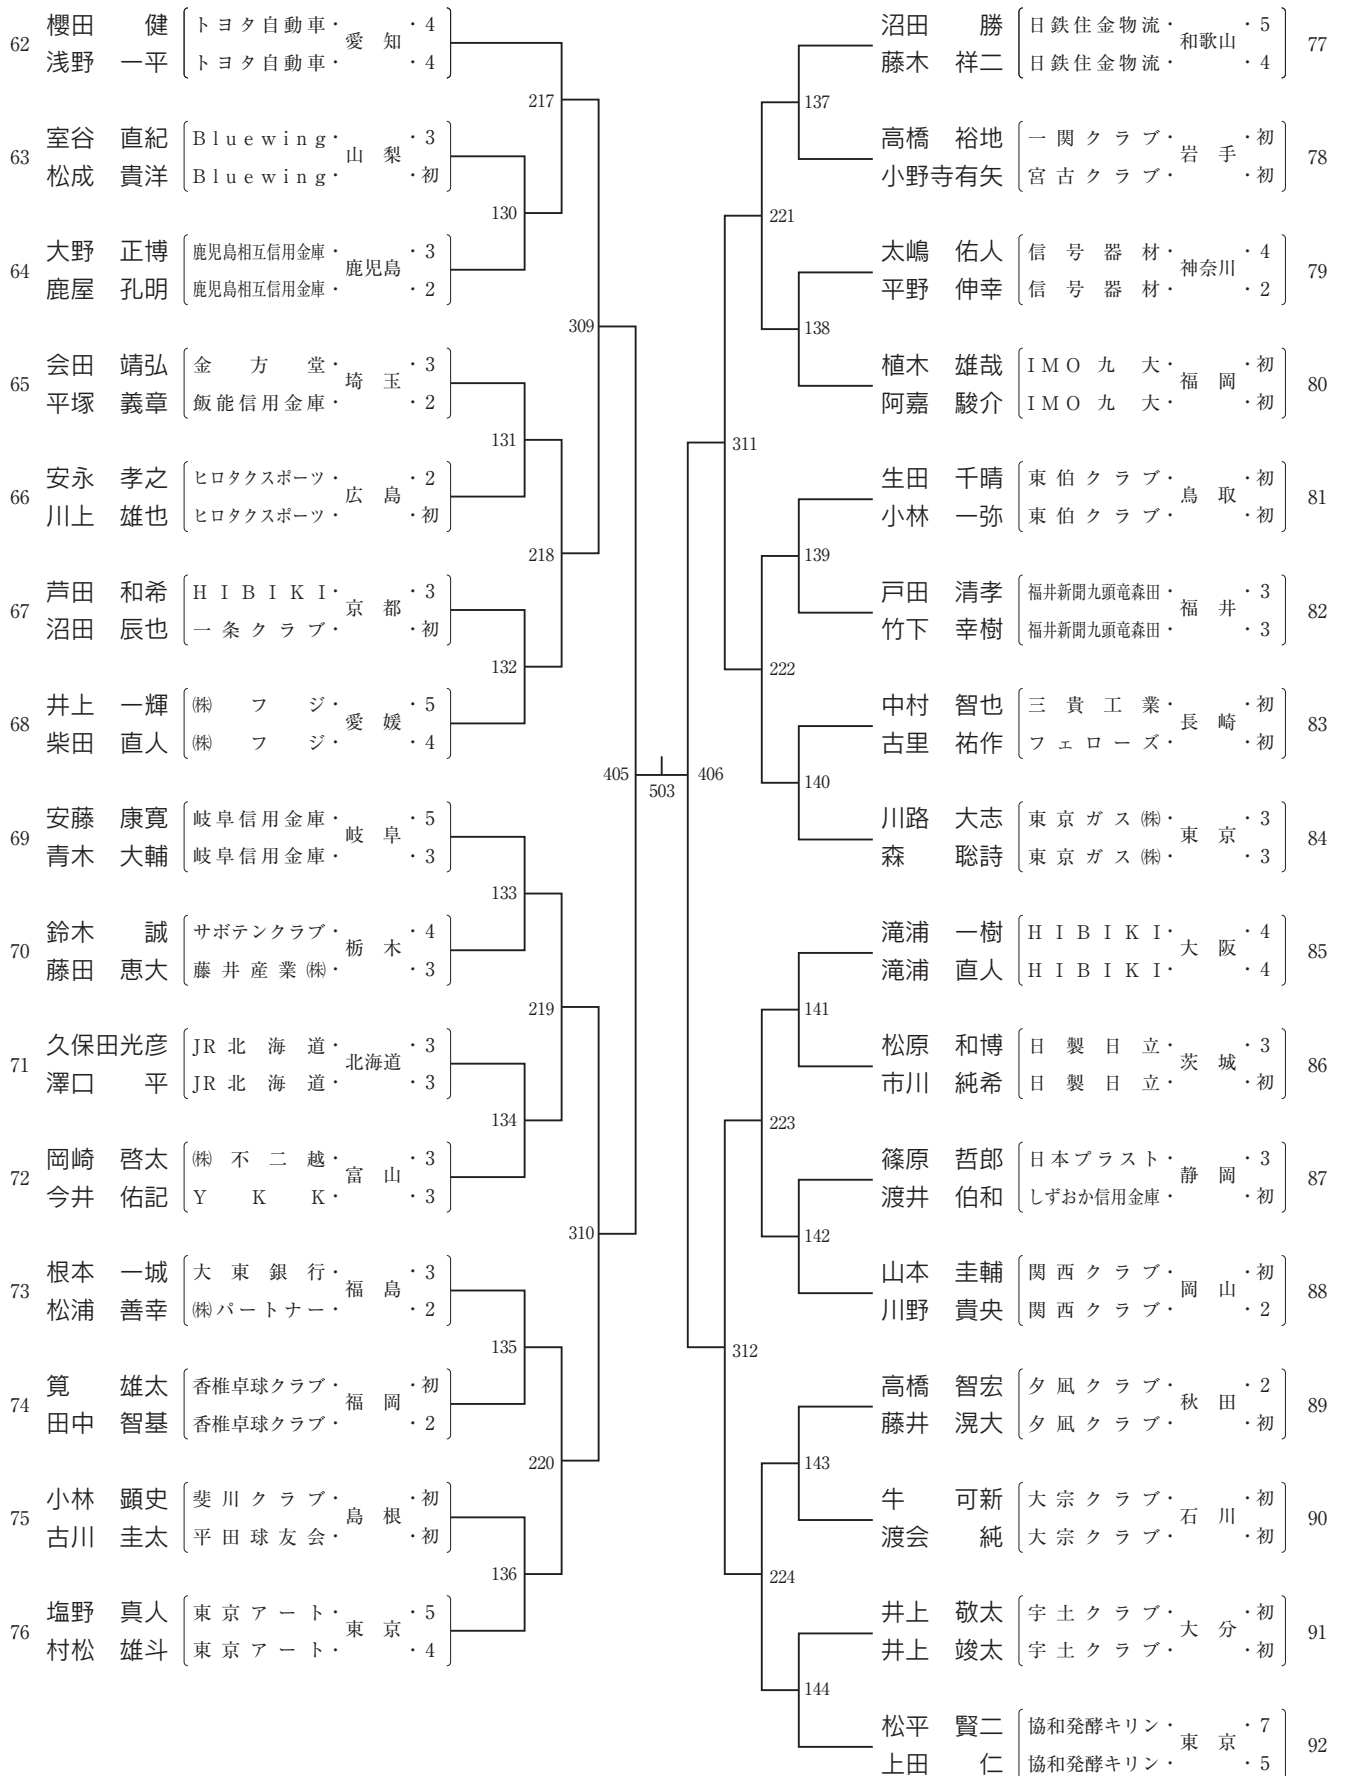 62
櫻田 健 トヨタ自動車・愛知・4
浅野 一平 トヨタ自動車・ ・4
63
室谷 直紀 Bluewing・山梨・3
松成 貴洋 Bluewing・ ・初
64
大野 正博 鹿児島相互信用金庫・鹿児島・3
鹿屋 孔明 鹿児島相互信用金庫・ ・2
65
会田 靖弘 金方堂・埼玉・3
平塚 義章 飯能信用金庫・ ・2
66
安永 孝之 ヒロタクスポーツ・広島・2
川上 雄也 ヒロタクスポーツ・ ・初
67
芦田 和希 HIBIKI・京都・3
沼田 辰也 一条クラブ・ ・初
68
井上 一輝 ㈱フジ・愛媛・5
柴田 直人 ㈱フジ・ ・4
69
安藤 康寛 岐阜信用金庫・岐阜・5
青木 大輔 岐阜信用金庫・ ・3
70
鈴木 誠 サボテンクラブ・栃木・4
藤田 恵大 藤井産業㈱・ ・3
71
久保田光彦 JR北海道・北海道・3
澤口 平 JR北海道・ ・3
72
岡崎 啓太 ㈱不二越・富山・3
今井 佑記 YKK・ ・3
73
根本 一城 大東銀行・福島・3
松浦 善幸 ㈱パートナー・ ・2
74
筧 雄太 香椎卓球クラブ・福岡・初
田中 智基 香椎卓球クラブ・ ・2
75
小林 顕史 斐川クラブ・島根・初
古川 圭太 平田球友会・ ・初
76
塩野 真人 東京アート・東京・5
村松 雄斗 東京アート・ ・4
217
130
309
131
218
132
405
133
219
134
310
135
220
136
503
406
137
221
138
311
139
222
140
141
223
142
312
143
224
144
沼田 勝 日鉄住金物流・和歌山・5
藤木 祥二 日鉄住金物流・ ・4
77
高橋 裕地 一関クラブ・岩手・初
小野寺有矢 宮古クラブ・ ・初
78
太嶋 佑人 信号器材・神奈川・4
平野 伸幸 信号器材・ ・2
79
植木 雄哉 IMO九大・福岡・初
阿嘉 駿介 IMO九大・ ・初
80
生田 千晴 東伯クラブ・鳥取・初
小林 一弥 東伯クラブ・ ・初
81
戸田 清孝 福井新聞九頭竜森田・福井・3
竹下 幸樹 福井新聞九頭竜森田・ ・3
82
中村 智也 三貴工業・長崎・初
古里 祐作 フェローズ・ ・初
83
川路 大志 東京ガス㈱・東京・3
森 聡詩 東京ガス㈱・ ・3
84
滝浦 一樹 HIBIKI・大阪・4
滝浦 直人 HIBIKI・ ・4
85
松原 和博 日製日立・茨城・3
市川 純希 日製日立・ ・初
86
篠原 哲郎 日本プラスト・静岡・3
渡井 伯和 しずおか信用金庫・ ・初
87
山本 圭輔 関西クラブ・岡山・初
川野 貴央 関西クラブ・ ・2
88
高橋 智宏 夕凪クラブ・秋田・2
藤井 滉大 夕凪クラブ・ ・初
89
牛 可新 大宗クラブ・石川・初
渡会 純 大宗クラブ・ ・初
90
井上 敬太 宇土クラブ・大分・初
井上 竣太 宇土クラブ・ ・初
91
松平 賢二 協和発酵キリン・東京・7
上田 仁 協和発酵キリン・ ・5
92